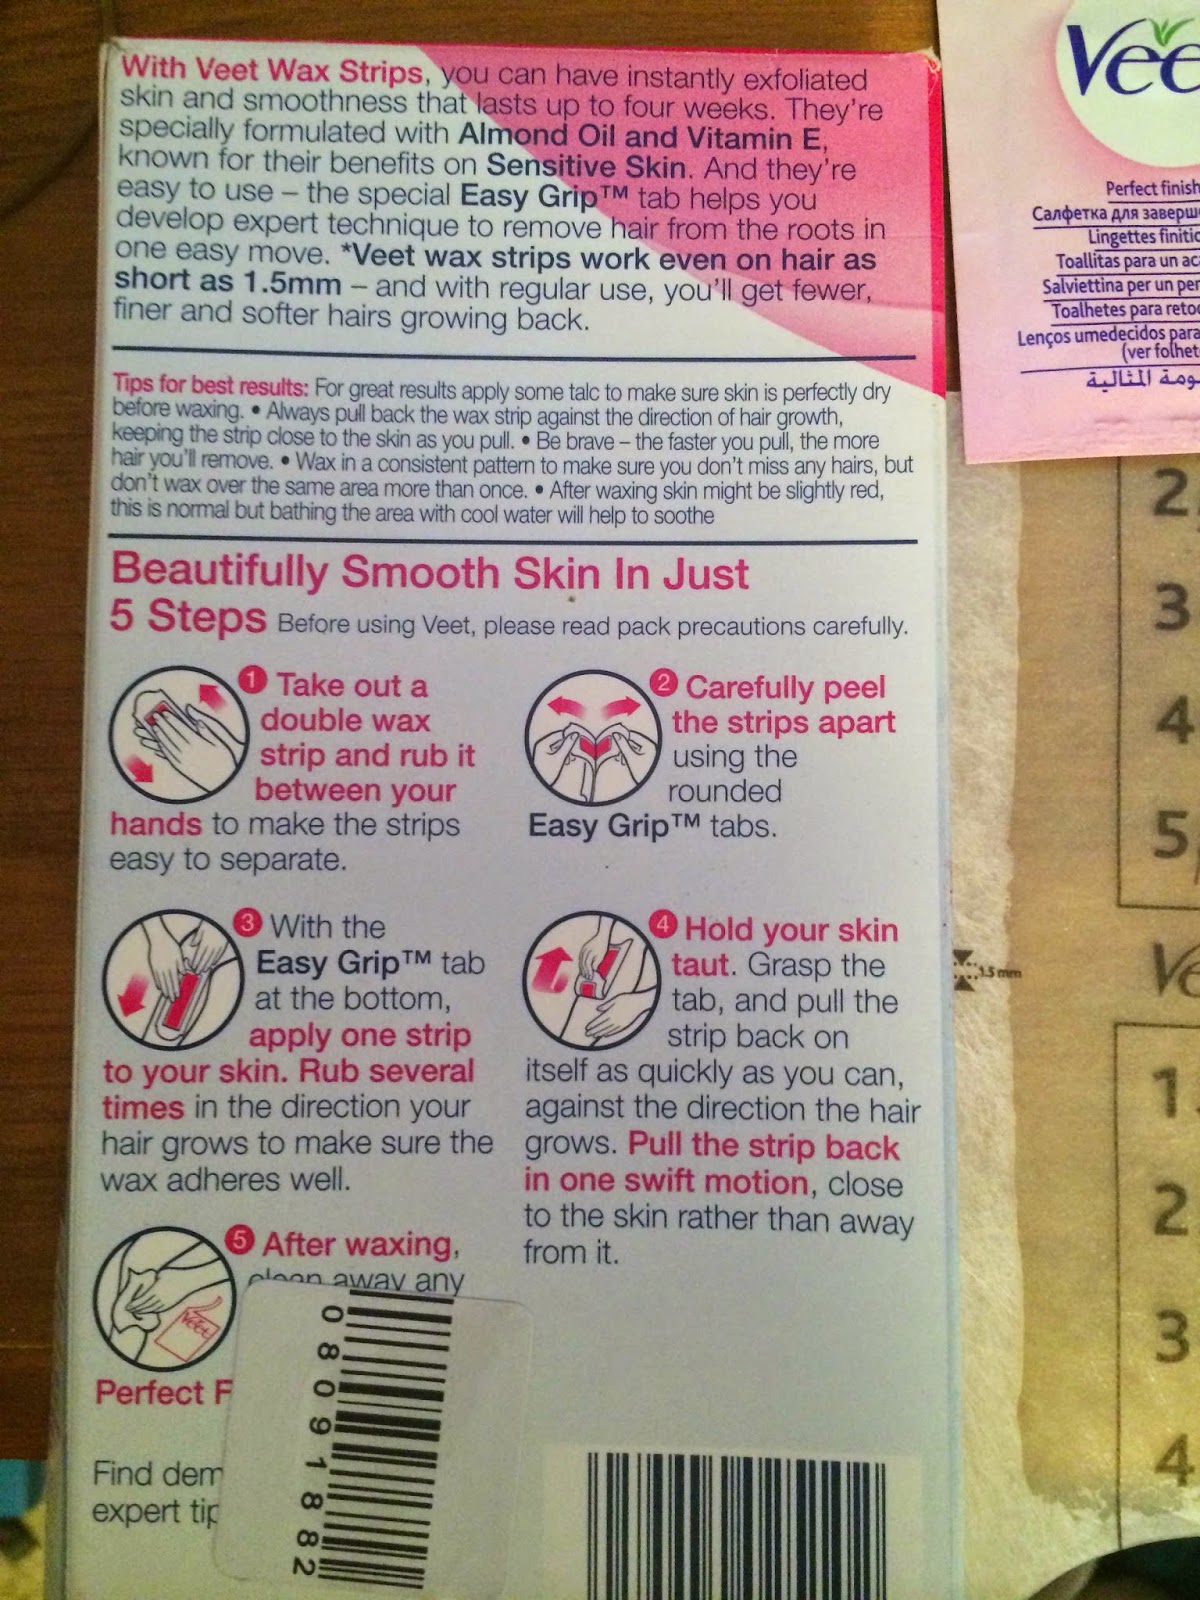 With Veet Wax Strips, you can have instantly exfoliated
skin and smoothness that lasts up to four weeks. They're
specially formulated with Almond Oil and Vitamin E,
known for their benefits on Sensitive Skin. And they're
easy to use – the special Easy Grip™ tab helps you
develop expert technique to remove hair from the roots in
one easy move. *Veet wax strips work even on hair as
short as 1.5mm – and with regular use, you'll get fewer,
finer and softer hairs growing back.
Tips for best results: For great results apply some talc to make sure skin is perfectly dry
before waxing. • Always pull back the wax strip against the direction of hair growth,
keeping the strip close to the skin as you pull. • Be brave – the faster you pull, the more
hair you'll remove. • Wax in a consistent pattern to make sure you don't miss any hairs, but
don't wax over the same area more than once. • After waxing skin might be slightly red,
this is normal but bathing the area with cool water will help to soothe
Beautifully Smooth Skin In Just
5 Steps Before using Veet, please read pack precautions carefully.
1 Take out a
double wax
strip and rub it
between your
hands to make the strips
easy to separate.
2 Carefully peel
the strips apart
using the
rounded
Easy Grip™ tabs.
3 With the
Easy Grip™ tab
at the bottom,
apply one strip
to your skin. Rub several
times in the direction your
hair grows to make sure the
wax adheres well.
4 Hold your skin
taut. Grasp the
tab, and pull the
strip back on
itself as quickly as you can,
against the direction the hair
grows. Pull the strip back
in one swift motion, close
to the skin rather than away
from it.
5 After waxing,
clean away any
Veet
Perfect F
Find dem
expert tip
08091882
Vee
Perfect finish
Салфетка для заверш
Lingettes finitio
Toallitas para un ac
Salviettina per un per
Toalhetes para reto
Lenços umedecidos para
(ver folhet
ومة المثالية
2
3
4
5
1.5 mm
Ve
1
2
3
4